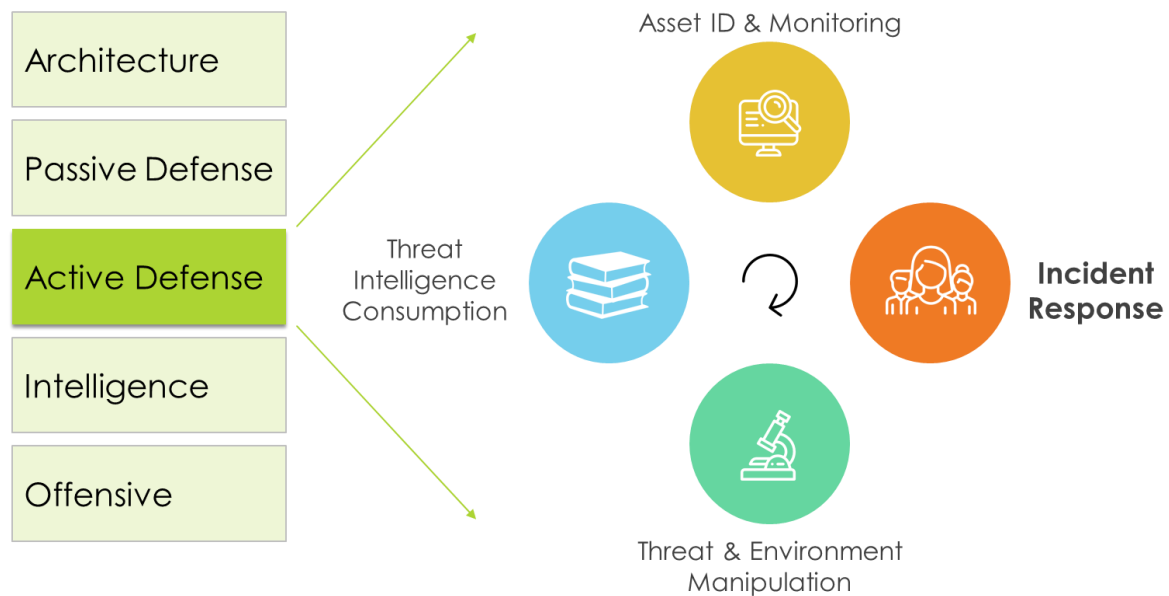 Architecture
Passive Defense
Active Defense
Intelligence
Offensive
Asset ID & Monitoring
Threat
Intelligence
Consumption
Incident
Response
Threat & Environment
Manipulation